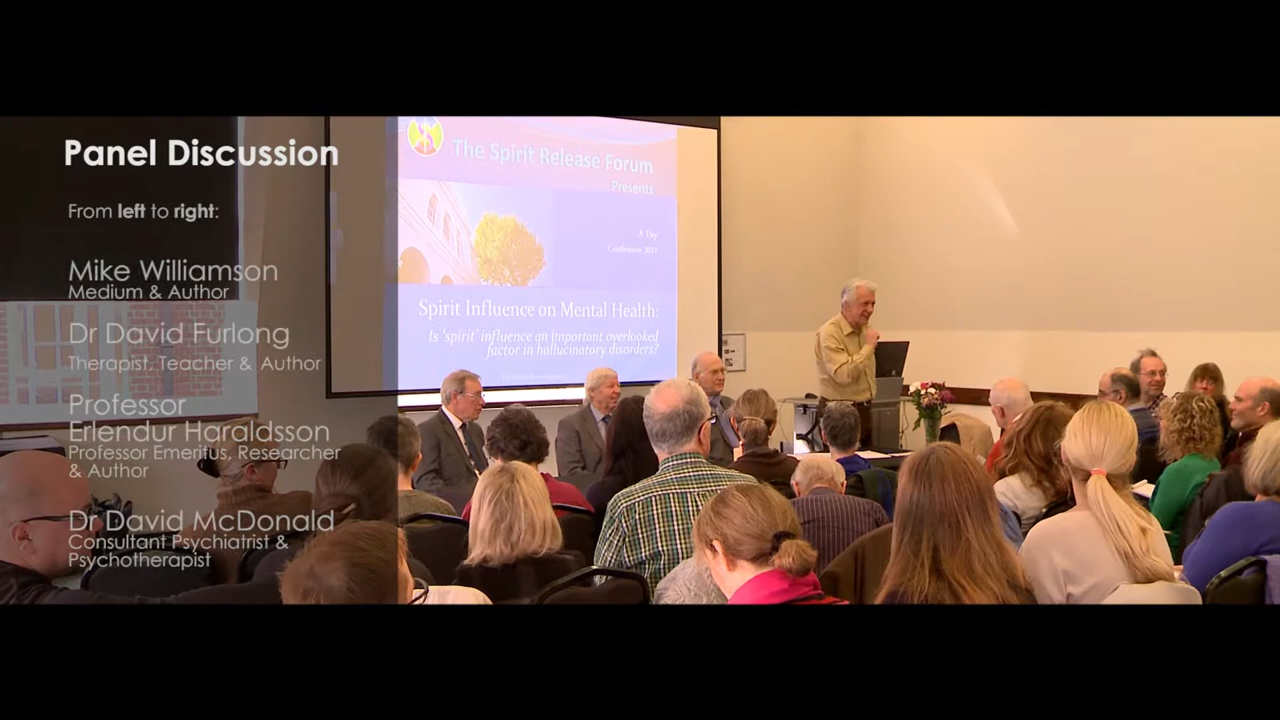 Panel Discussion
From left to right:
Mike Williamson
Medium & Author
Dr David Furlong
Therapist, Teacher & Author
Professor
Erlendur Haraldsson
Professor Emeritus, Researcher
& Author
Dr David McDonald
Consultant Psychiatrist &
Psychotherapist
The Spirit Release Forum
Presents
A Day
Conference 2017
Spirit Influence on Mental Health:
Is ‘spirit’ influence an important overlooked
factor in hallucinatory disorders?